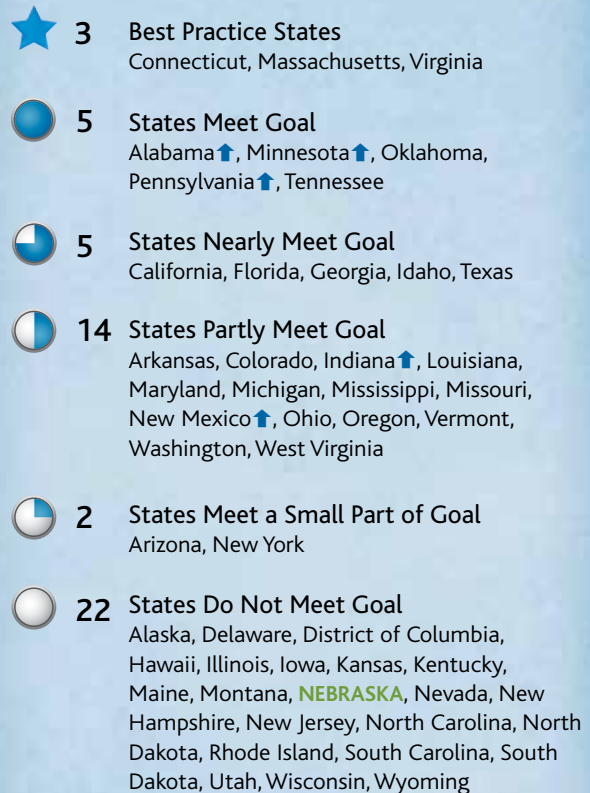 3 Best Practice States
Connecticut, Massachusetts, Virginia
5 States Meet Goal
Alabama⬆, Minnesota⬆, Oklahoma,
Pennsylvania⬆, Tennessee
5 States Nearly Meet Goal
California, Florida, Georgia, Idaho, Texas
14 States Partly Meet Goal
Arkansas, Colorado, Indiana⬆, Louisiana,
Maryland, Michigan, Mississippi, Missouri,
New Mexico⬆, Ohio, Oregon, Vermont,
Washington, West Virginia
2 States Meet a Small Part of Goal
Arizona, New York
22 States Do Not Meet Goal
Alaska, Delaware, District of Columbia,
Hawaii, Illinois, Iowa, Kansas, Kentucky,
Maine, Montana, NEBRASKA, Nevada, New
Hampshire, New Jersey, North Carolina, North
Dakota, Rhode Island, South Carolina, South
Dakota, Utah, Wisconsin, Wyoming